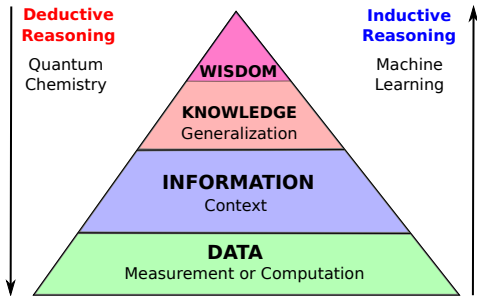 Deductive
Reasoning
Quantum
Chemistry
Inductive
Reasoning
Machine
Learning
WISDOM
KNOWLEDGE
Generalization
INFORMATION
Context
DATA
Measurement or Computation